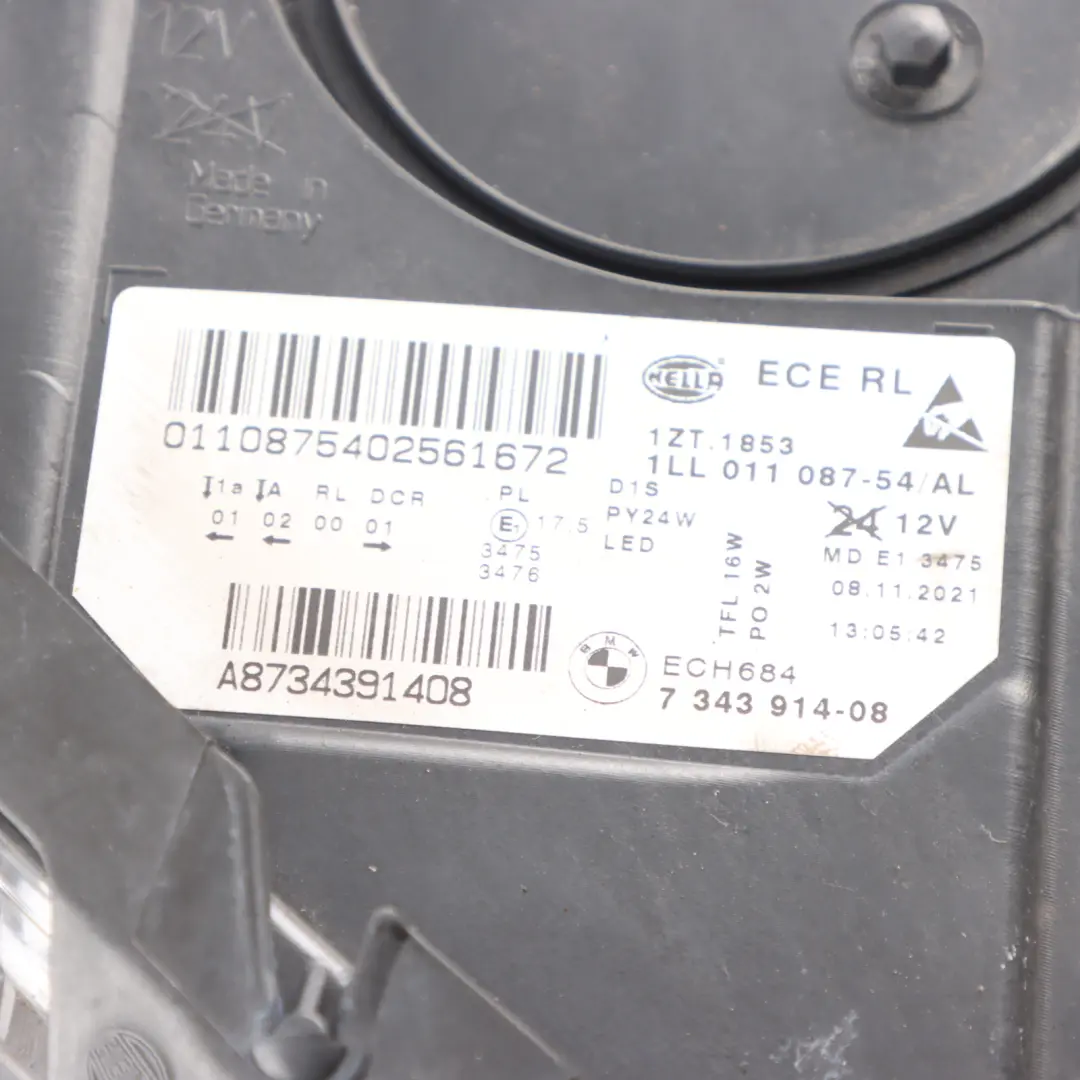 12V
24V
Made in
Germany
HELLA ECE RL
0110875402561672
1ZT.1853
1LL 011 087-54/AL
1a A RL DCR PL D1S
01 02 00 01 E1 17,5 PY24W 24 12V
3475 LED MD E1 3475
3476
TFL 16W
PO 2W
08.11.2021
13:05:42
A8734391408
BMW ECH684
7 343 914-08